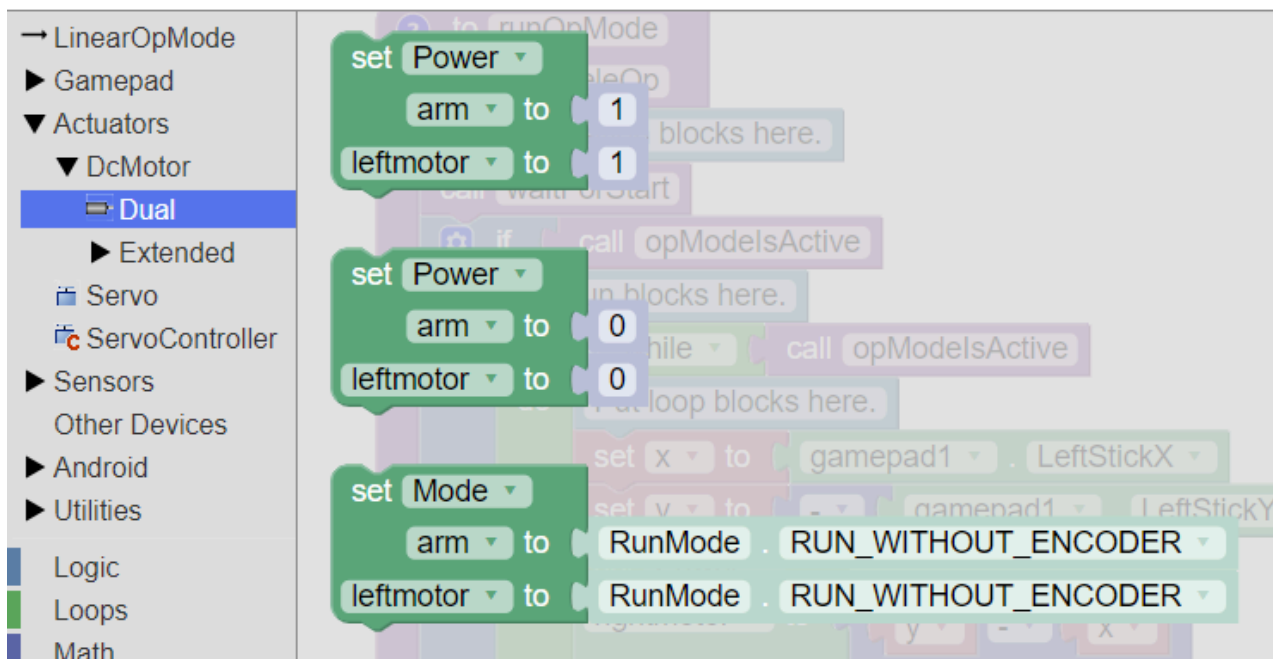 LinearOpMode
Gamepad
Actuators
DcMotor
Dual
Extended
Servo
ServoController
Sensors
Other Devices
Android
Utilities
Logic
Loops
Math
set Power
arm to 1
leftmotor to 1
set Power
arm to 0
leftmotor to 0
set Mode
arm to RunMode . RUN_WITHOUT_ENCODER
leftmotor to RunMode . RUN_WITHOUT_ENCODER
to runOpMode
blocks here.
call waitForStart
if call opModeIsActive
blocks here.
call opModeIsActive
Put loop blocks here.
set x to gamepad1 . LeftStickX
set y to - gamepad1 . LeftStickY
y - x